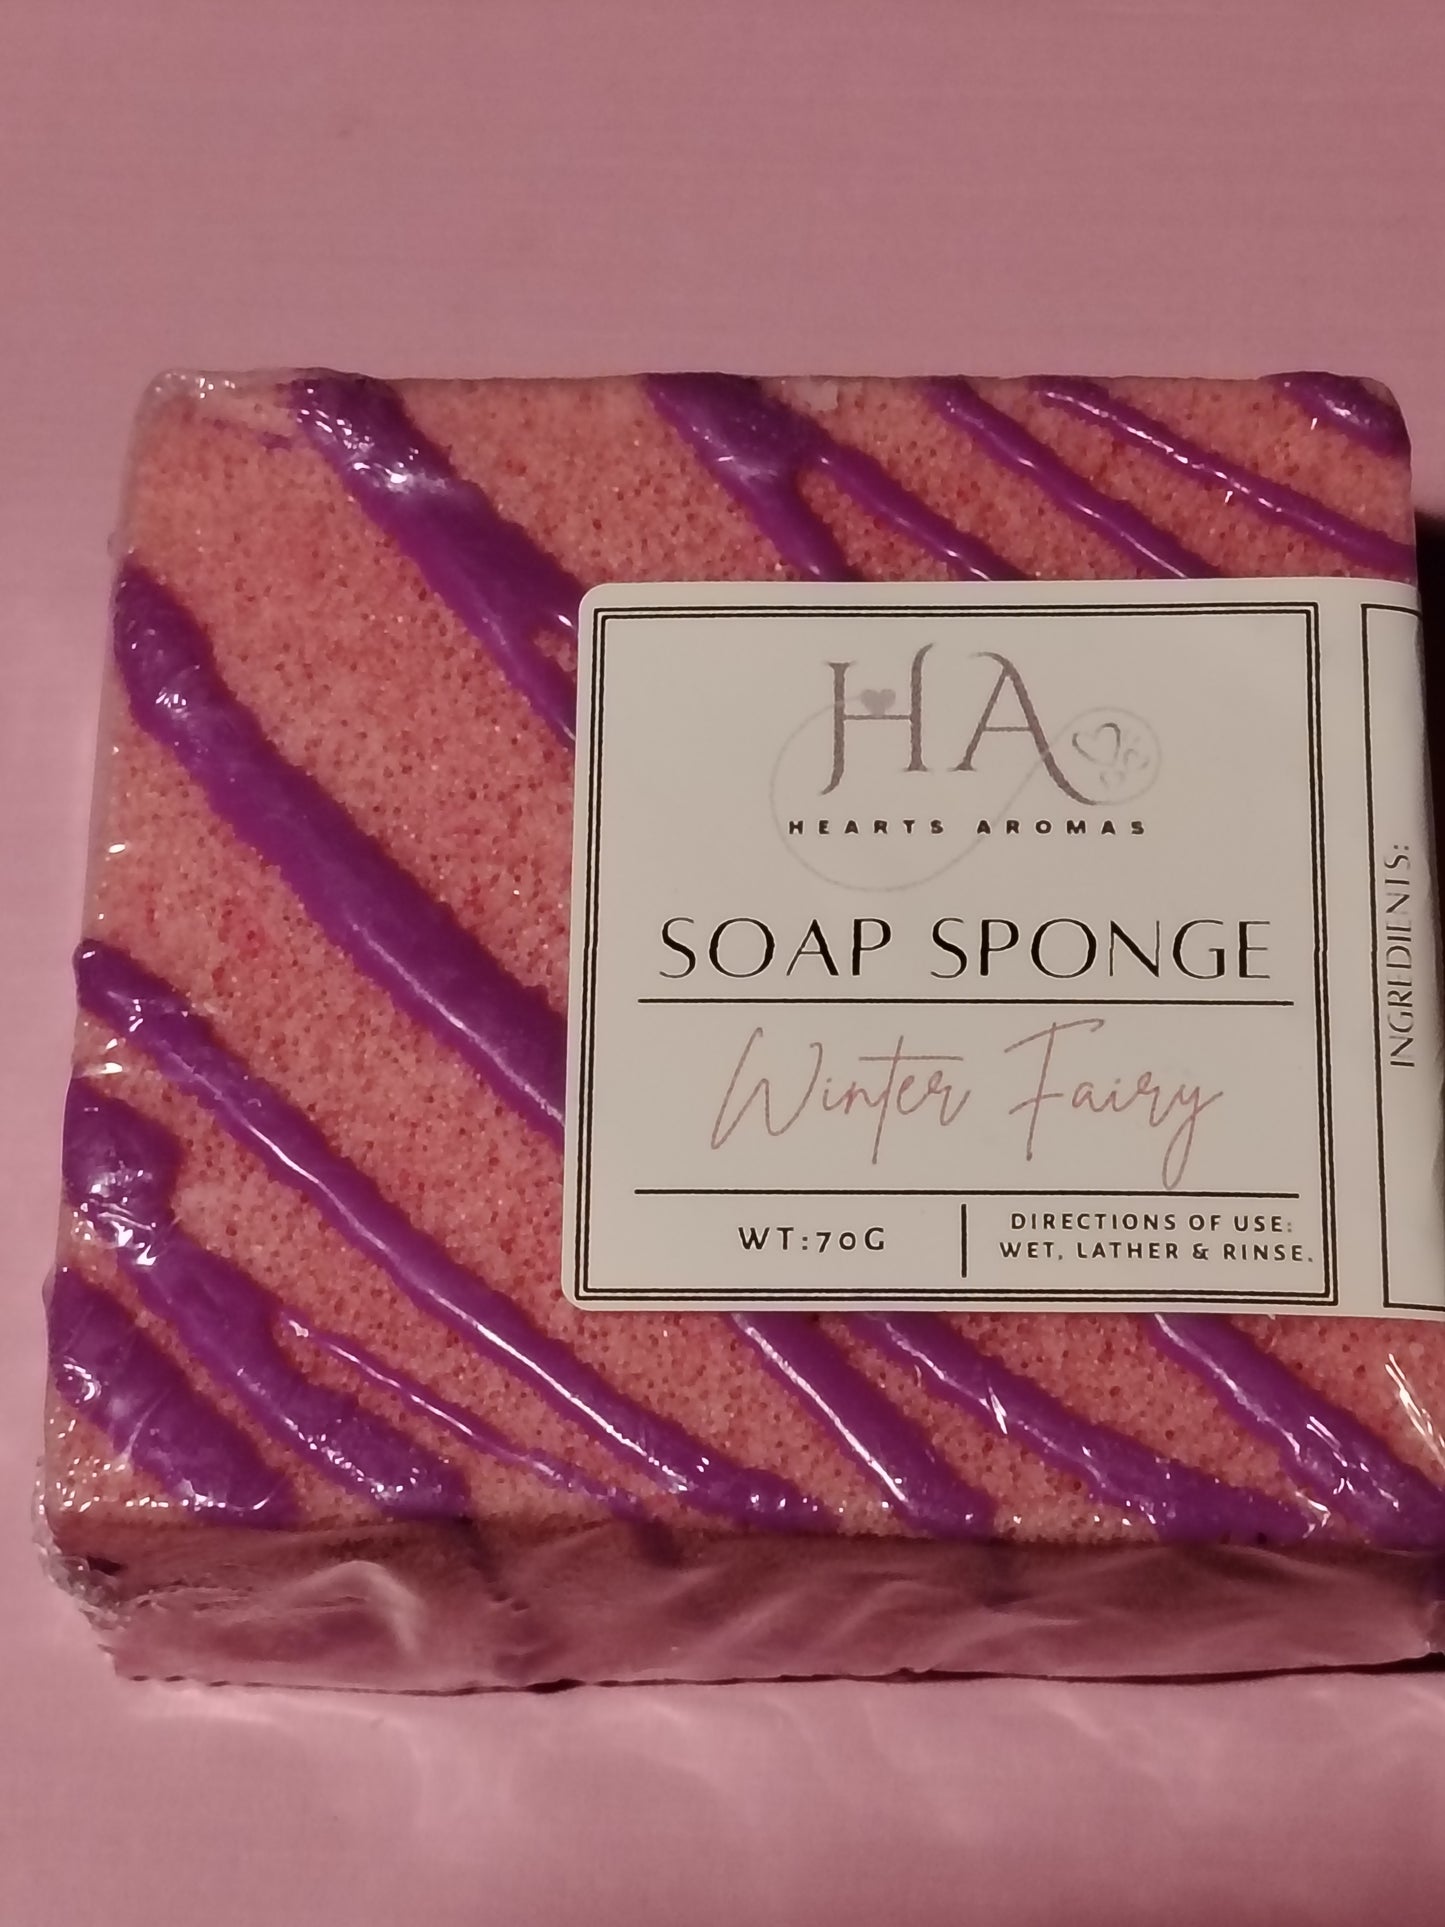 HA
HEARTS AROMAS
SOAP SPONGE
Winter Fairy
WT:70G
DIRECTIONS OF USE:
WET, LATHER & RINSE.
INGREDIENTS: